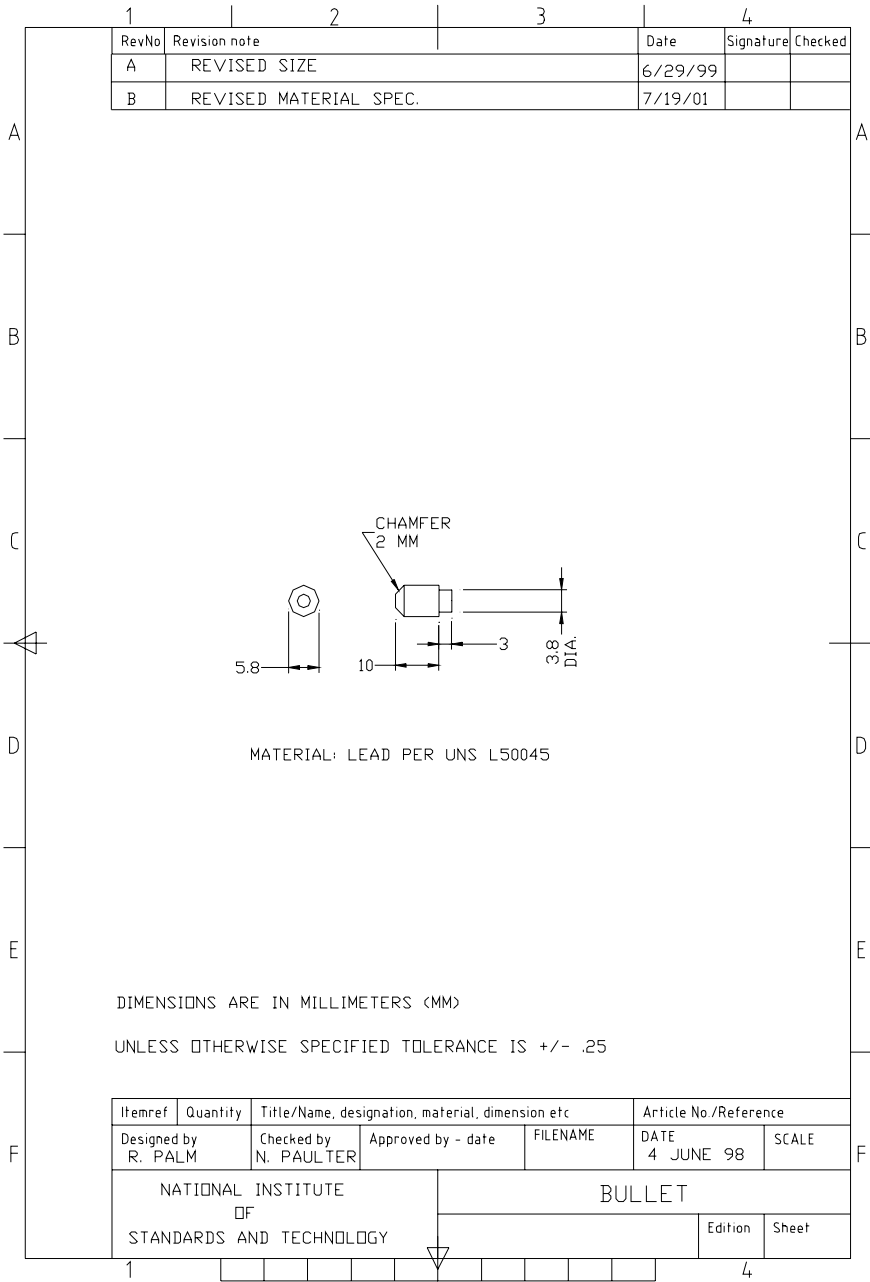 1 2 3 4
RevNo Revision note Date Signature Checked
A REVISED SIZE 6/29/99
B REVISED MATERIAL SPEC. 7/19/01
A A
B B
CHAMFER
2 MM
C C
5.8
10
3
3.8
DIA.
D D
MATERIAL: LEAD PER UNS L50045
E E
DIMENSIONS ARE IN MILLIMETERS (MM)
UNLESS OTHERWISE SPECIFIED TOLERANCE IS +/- .25
Itemref Quantity Title/Name, designation, material, dimension etc Article No./Reference
Designed by Checked by Approved by - date FILENAME DATE SCALE
R. PALM N. PAULTER 4 JUNE 98
F F
NATIONAL INSTITUTE
OF
STANDARDS AND TECHNOLOGY
BULLET
Edition Sheet
1 4